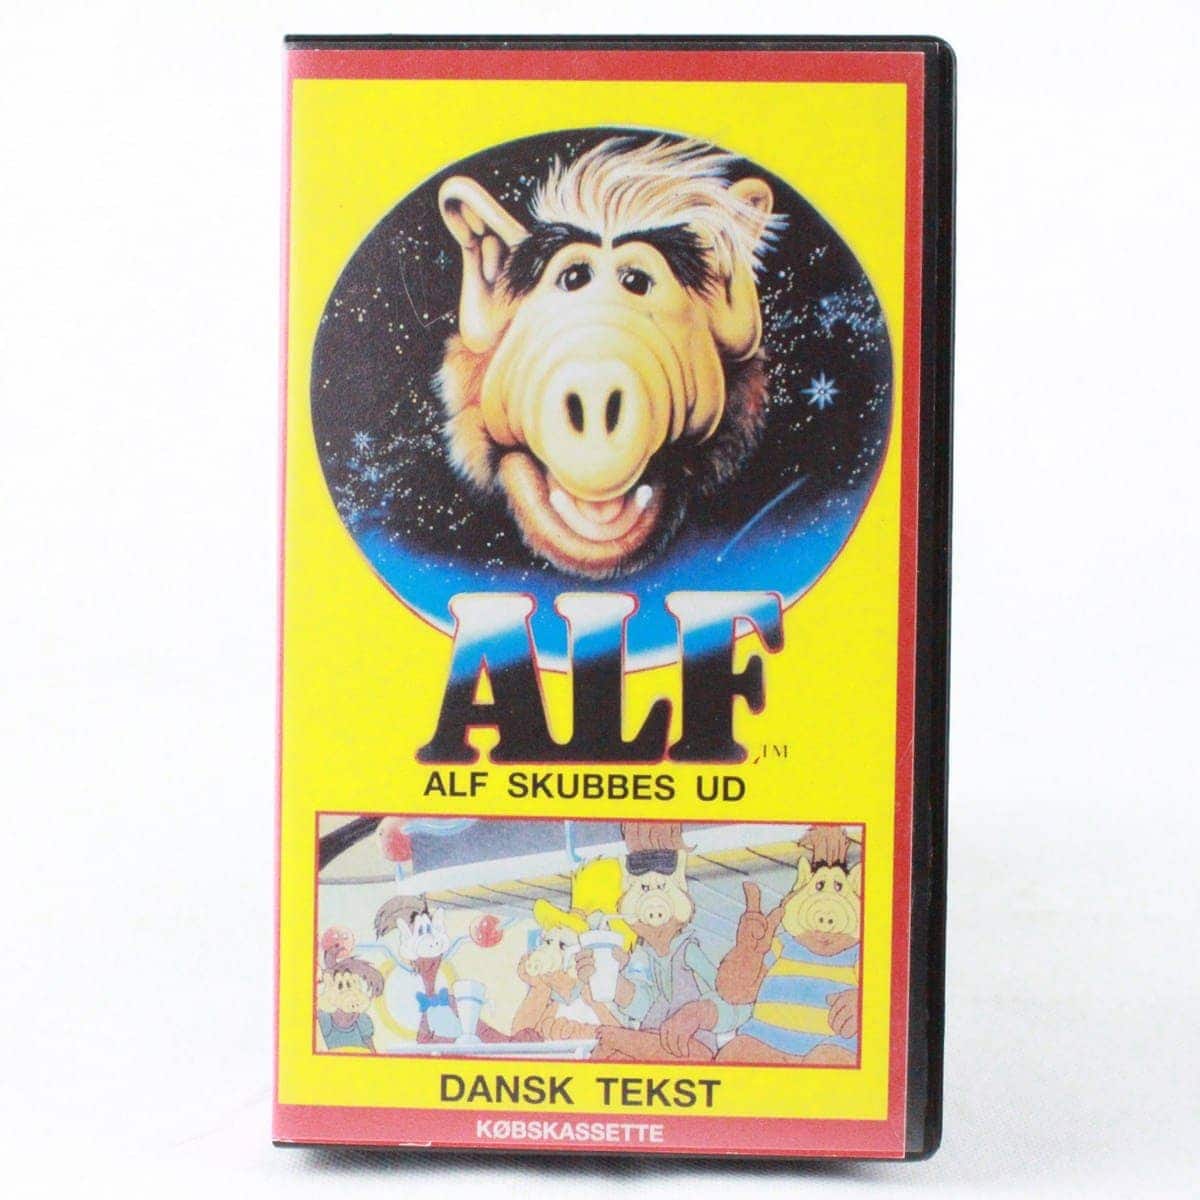 ALF
TM
ALF SKUBBES UD
DANSK TEKST
KØBSKASSETTE